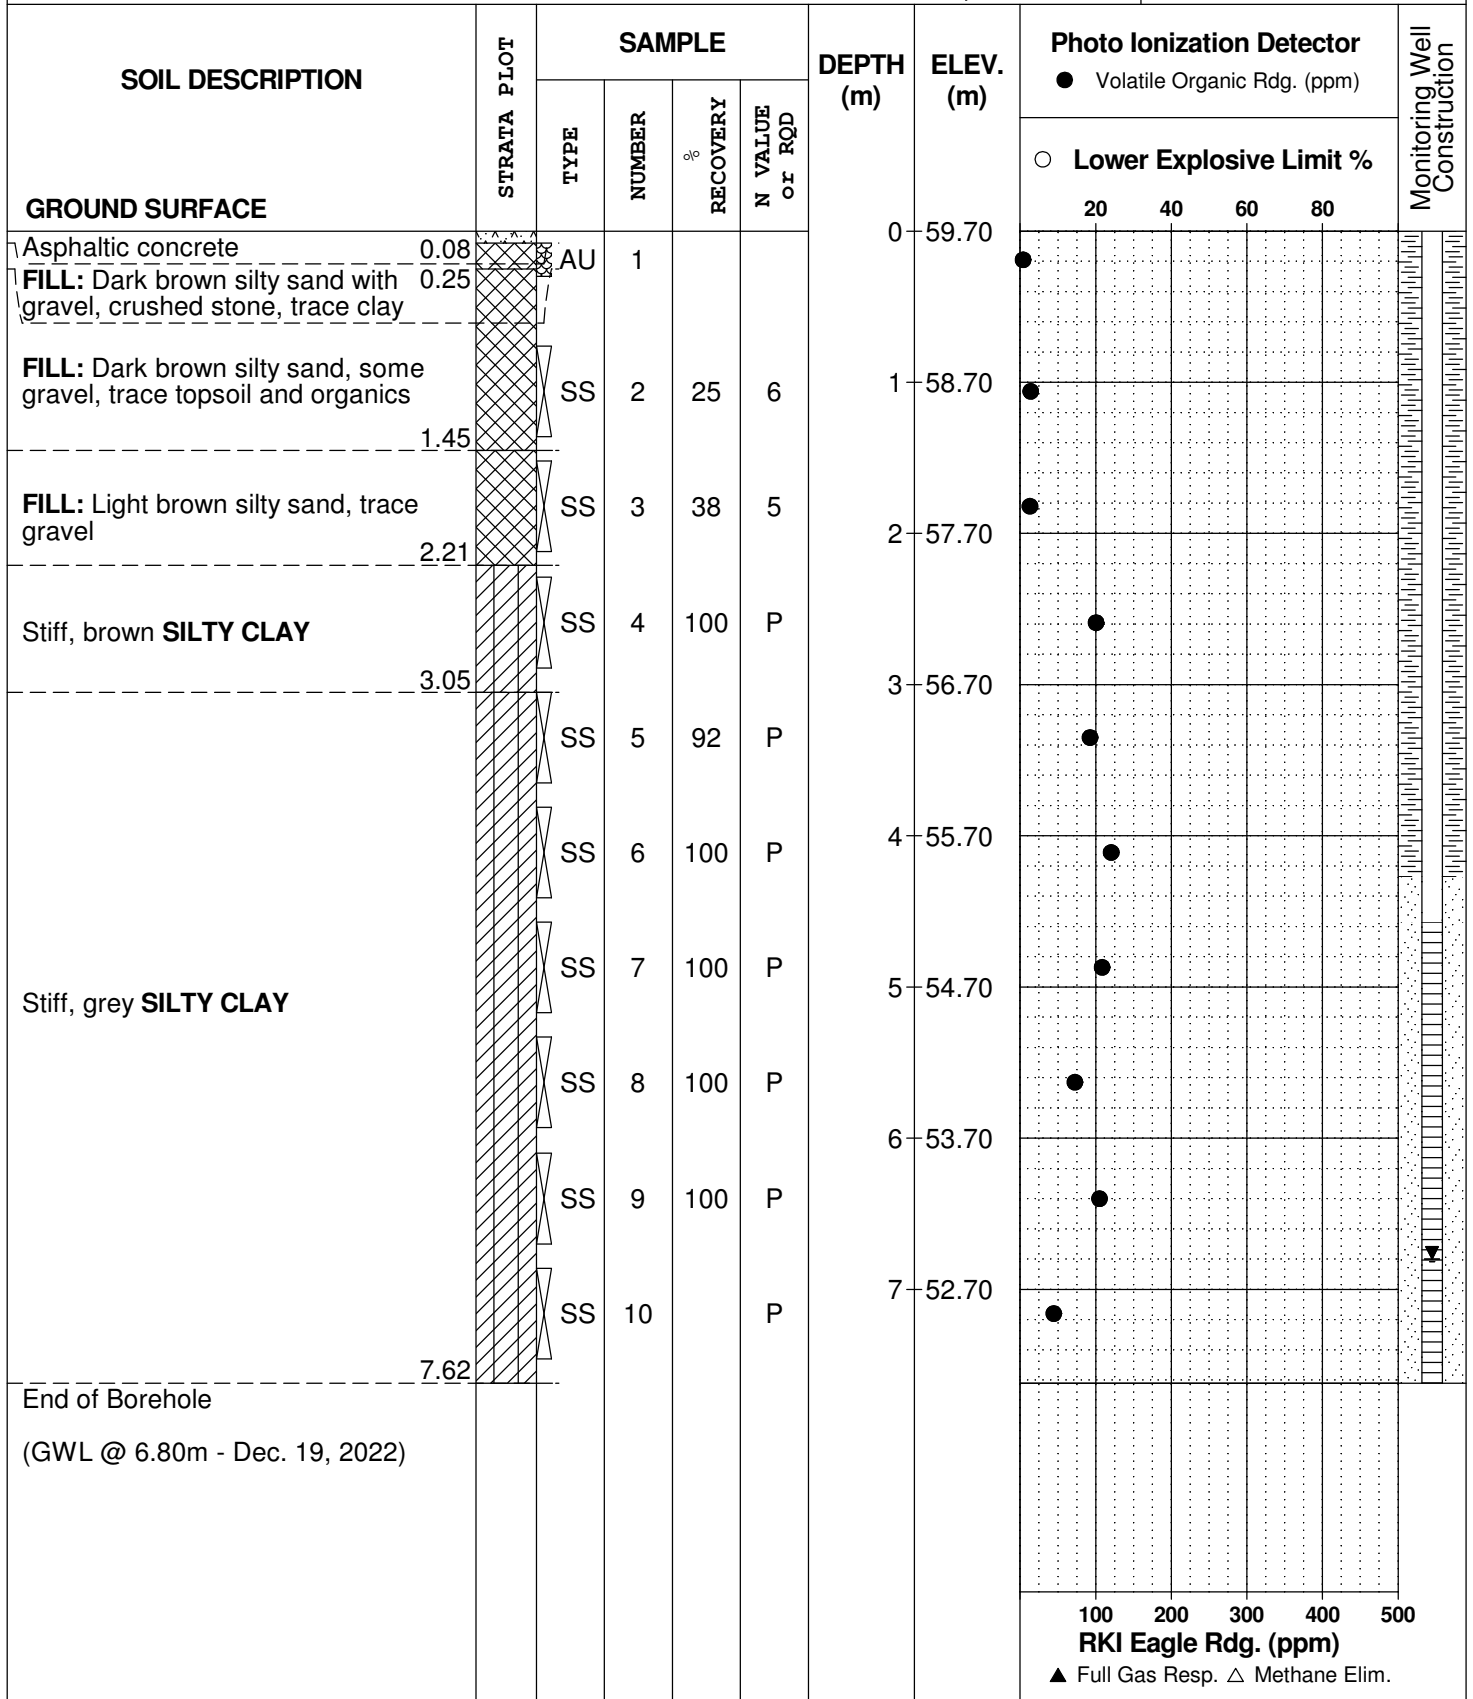 SOIL DESCRIPTION
GROUND SURFACE
STRATA PLOT
SAMPLE
TYPE
NUMBER
%
RECOVERY
N VALUE
or RQD
DEPTH
(m)
ELEV.
(m)
Photo Ionization Detector
● Volatile Organic Rdg. (ppm)
○ Lower Explosive Limit %
20 40 60 80
Monitoring Well
Construction
0 59.70
Asphaltic concrete 0.08
AU 1
FILL: Dark brown silty sand with 0.25
gravel, crushed stone, trace clay
FILL: Dark brown silty sand, some
gravel, trace topsoil and organics
1.45
SS 2 25 6
1 58.70
FILL: Light brown silty sand, trace
gravel
2.21
SS 3 38 5
2 57.70
Stiff, brown SILTY CLAY
3.05
SS 4 100 P
3 56.70
SS 5 92 P
4 55.70
SS 6 100 P
SS 7 100 P
5 54.70
Stiff, grey SILTY CLAY
SS 8 100 P
6 53.70
SS 9 100 P
7 52.70
SS 10 P
7.62
End of Borehole
(GWL @ 6.80m - Dec. 19, 2022)
100 200 300 400 500
RKI Eagle Rdg. (ppm)
▲ Full Gas Resp. △ Methane Elim.